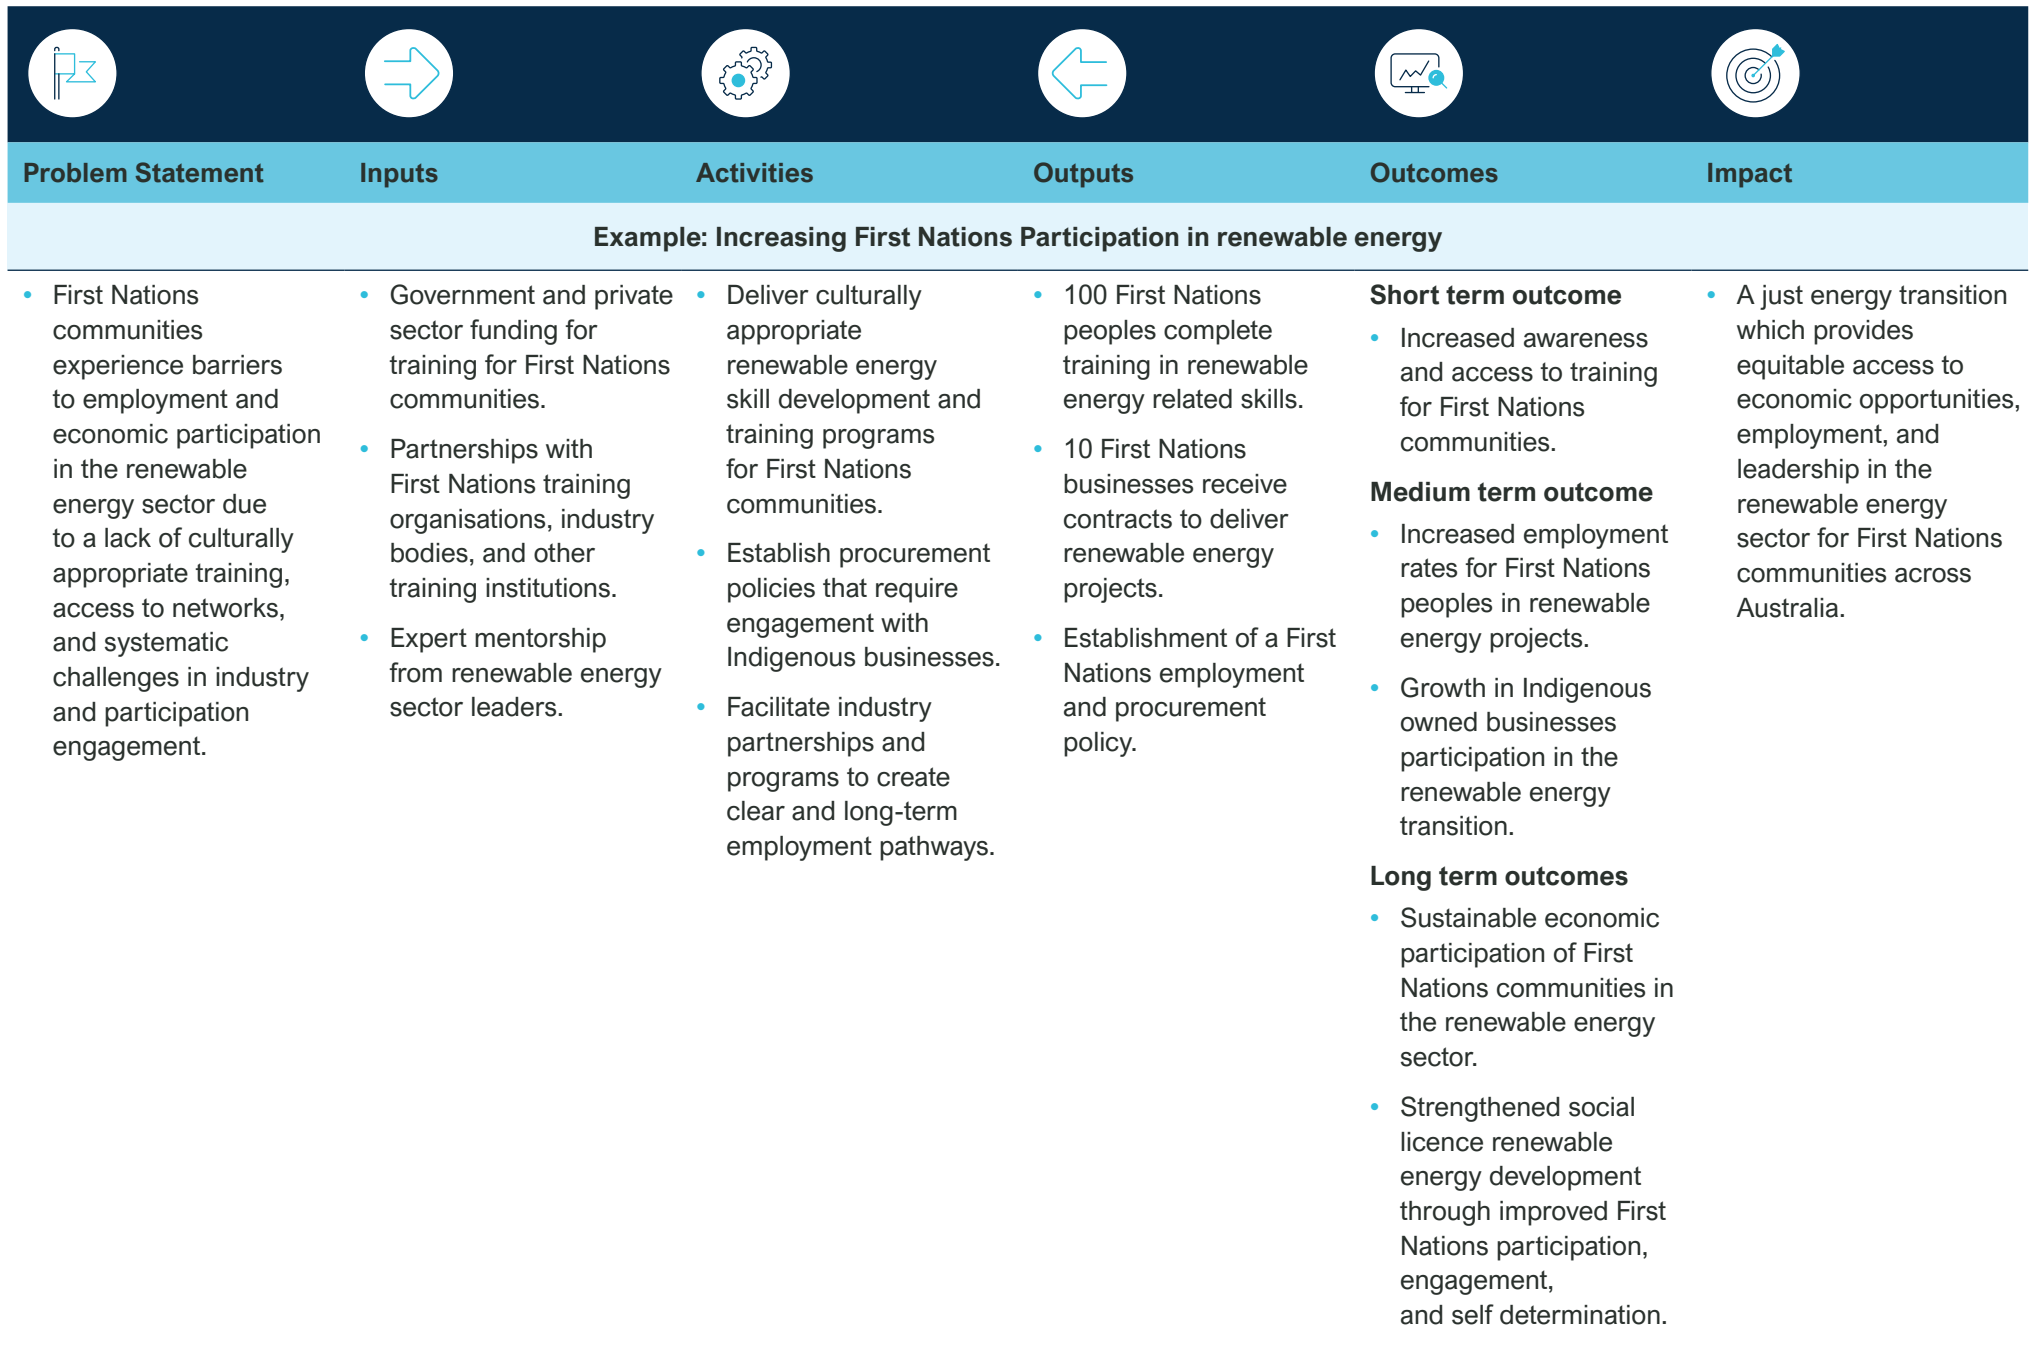 Problem Statement
Inputs
Activities
Outputs
Outcomes
Impact
Example: Increasing First Nations Participation in renewable energy
• First Nations
communities
experience barriers
to employment and
economic participation
in the renewable
energy sector due
to a lack of culturally
appropriate training,
access to networks,
and systematic
challenges in industry
and participation
engagement.
• Government and private
sector funding for
training for First Nations
communities.
• Partnerships with
First Nations training
organisations, industry
bodies, and other
training institutions.
• Expert mentorship
from renewable energy
sector leaders.
• Deliver culturally
appropriate
renewable energy
skill development and
training programs
for First Nations
communities.
• Establish procurement
policies that require
engagement with
Indigenous businesses.
• Facilitate industry
partnerships and
programs to create
clear and long-term
employment pathways.
• 100 First Nations
peoples complete
training in renewable
energy related skills.
• 10 First Nations
businesses receive
contracts to deliver
renewable energy
projects.
• Establishment of a First
Nations employment
and procurement
policy.
Short term outcome
• Increased awareness
and access to training
for First Nations
communities.
Medium term outcome
• Increased employment
rates for First Nations
peoples in renewable
energy projects.
• Growth in Indigenous
owned businesses
participation in the
renewable energy
transition.
Long term outcomes
• Sustainable economic
participation of First
Nations communities in
the renewable energy
sector.
• Strengthened social
licence renewable
energy development
through improved First
Nations participation,
engagement,
and self determination.
• A just energy transition
which provides
equitable access to
economic opportunities,
employment, and
leadership in the
renewable energy
sector for First Nations
communities across
Australia.